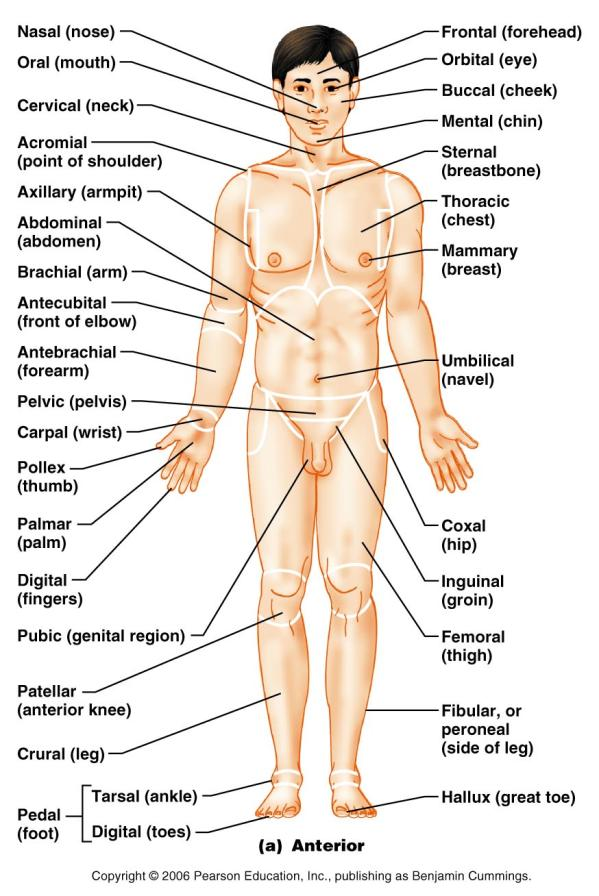 Nasal (nose)
Oral (mouth)
Cervical (neck)
Acromial
(point of shoulder)
Axillary (armpit)
Abdominal
(abdomen)
Brachial (arm)
Antecubital
(front of elbow)
Antebrachial
(forearm)
Pelvic (pelvis)
Carpal (wrist)
Pollex
(thumb)
Palmar
(palm)
Digital
(fingers)
Pubic (genital region)
Patellar
(anterior knee)
Crural (leg)
Pedal
(foot)
Tarsal (ankle)
Digital (toes)
Frontal (forehead)
Orbital (eye)
Buccal (cheek)
Mental (chin)
Sternal
(breastbone)
Thoracic
(chest)
Mammary
(breast)
Umbilical
(navel)
Coxal
(hip)
Inguinal
(groin)
Femoral
(thigh)
Fibular, or
peroneal
(side of leg)
Hallux (great toe)
(a) Anterior
Copyright © 2006 Pearson Education, Inc., publishing as Benjamin Cummings.